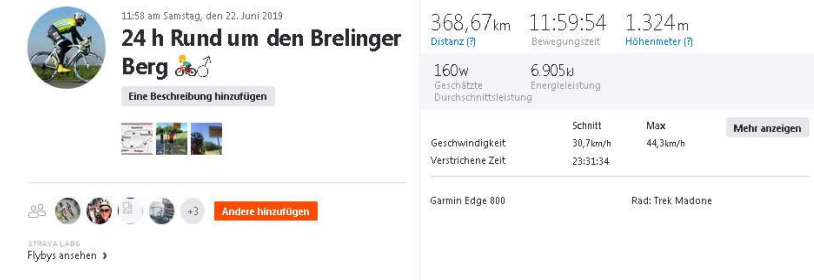 11:58 am Samstag, den 22. Juni 2019
24 h Rund um den Brelinger
Berg 🚴♂
Eine Beschreibung hinzufügen
+3
Andere hinzufügen
STRAVA LABS
Flybys ansehen ›
368,67km 11:59:54 1.324m
Distanz (?) Bewegungszeit Höhenmeter (?)
160W 6.905kJ
Geschätzte Energieleistung
Durchschnittsleistung
Schnitt Max Mehr anzeigen
Geschwindigkeit 30,7km/h 44,3km/h
Verstrichene Zeit 23:31:34
Garmin Edge 800 Rad: Trek Madone